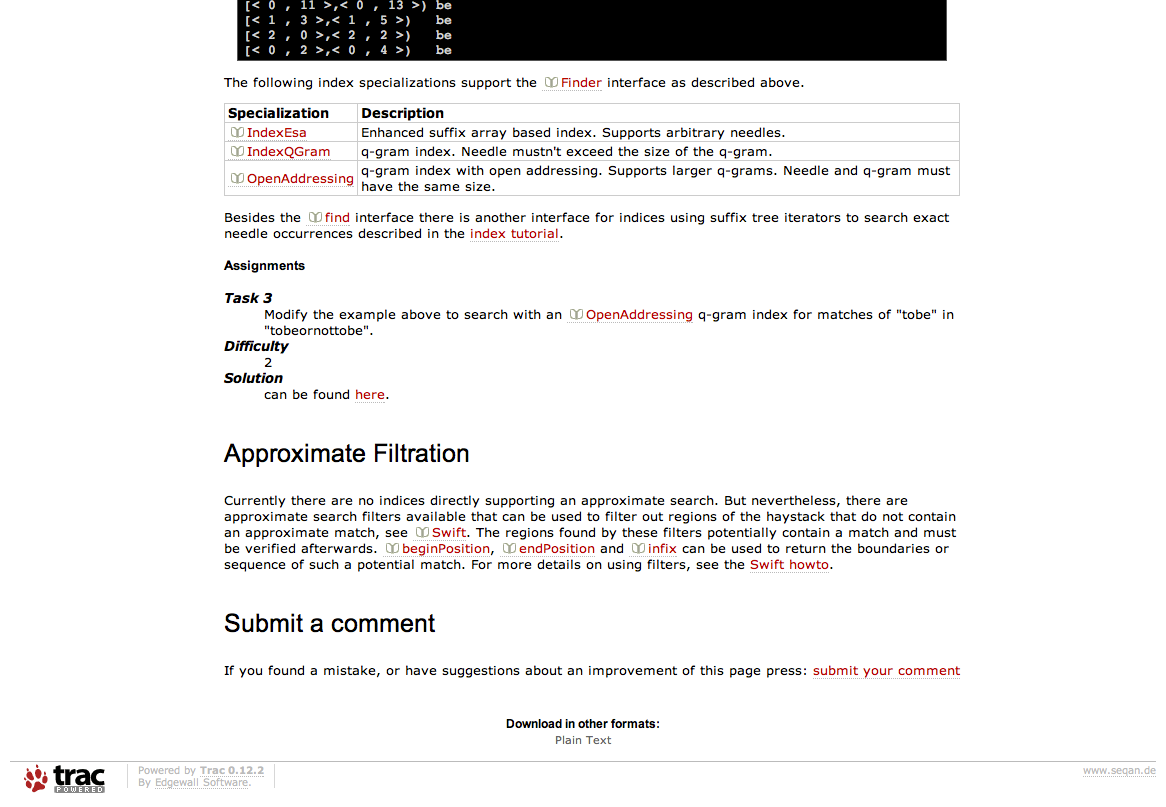 [< 0 , 11 >,< 0 , 13 >) be
[< 1 , 3 >,< 1 , 5 >) be
[< 2 , 0 >,< 2 , 2 >) be
[< 0 , 2 >,< 0 , 4 >) be
The following index specializations support the Finder interface as described above.
Specialization Description
IndexEsa Enhanced suffix array based index. Supports arbitrary needles.
IndexQGram q-gram index. Needle mustn't exceed the size of the q-gram.
OpenAddressing q-gram index with open addressing. Supports larger q-grams. Needle and q-gram must
have the same size.
Besides the find interface there is another interface for indices using suffix tree iterators to search exact
needle occurrences described in the index tutorial.
Assignments
Task 3
Modify the example above to search with an OpenAddressing q-gram index for matches of "tobe" in
"tobeornottobe".
Difficulty
2
Solution
can be found here.
Approximate Filtration
Currently there are no indices directly supporting an approximate search. But nevertheless, there are
approximate search filters available that can be used to filter out regions of the haystack that do not contain
an approximate match, see Swift. The regions found by these filters potentially contain a match and must
be verified afterwards. beginPosition, endPosition and infix can be used to return the boundaries or
sequence of such a potential match. For more details on using filters, see the Swift howto.
Submit a comment
If you found a mistake, or have suggestions about an improvement of this page press: submit your comment
Download in other formats:
Plain Text
trac
POWERED
Powered by Trac 0.12.2
By Edgewall Software.
www.seqan.de